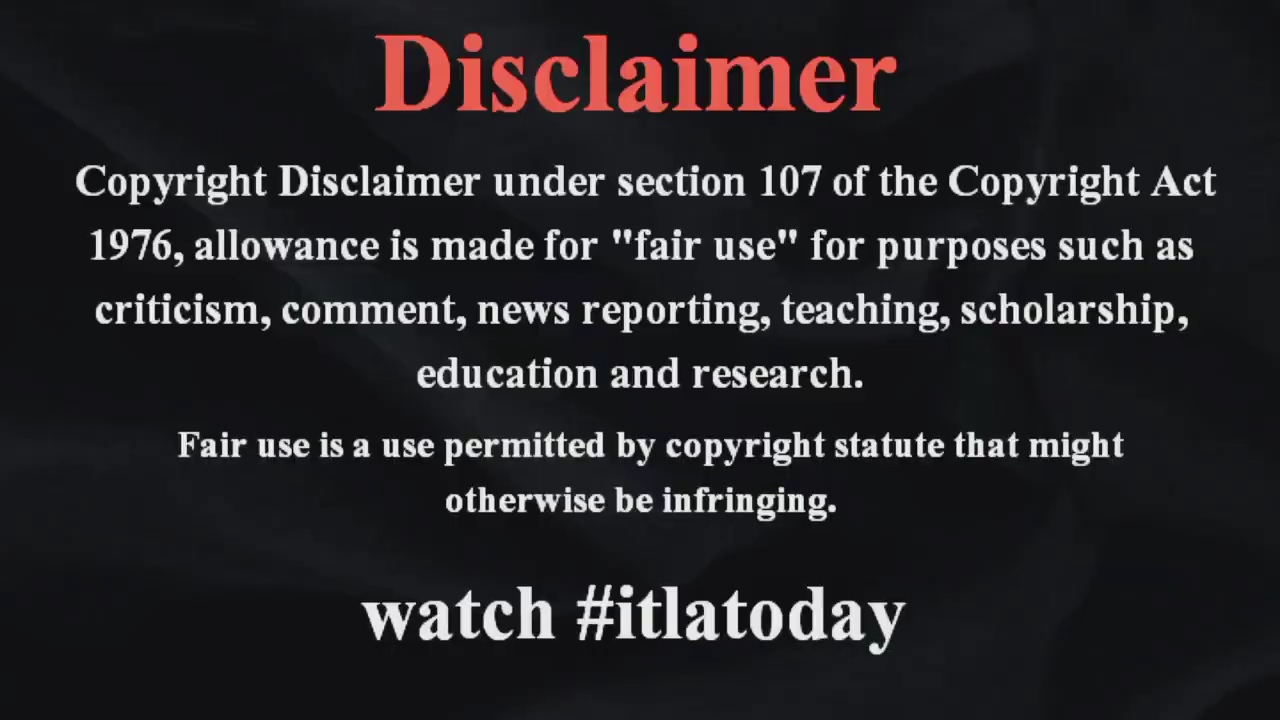 Disclaimer
Copyright Disclaimer under section 107 of the Copyright Act
1976, allowance is made for "fair use" for purposes such as
criticism, comment, news reporting, teaching, scholarship,
education and research.
Fair use is a use permitted by copyright statute that might
otherwise be infringing.
watch #itlatoday